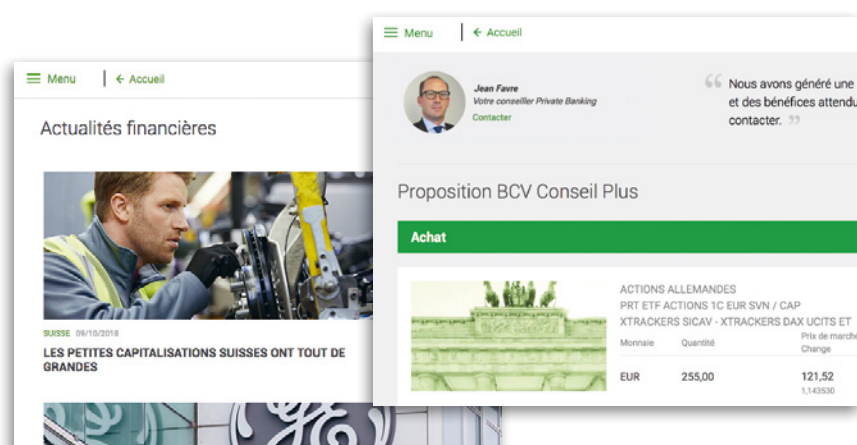 Menu
← Accueil
Actualités financières
SUISSE 09/10/2018
LES PETITES CAPITALISATIONS SUISSES ONT TOUT DE
GRANDES
Menu
← Accueil
Jean Favre
Votre conseiller Private Banking
Contacter
“ Nous avons généré une
et des bénéfices attendu
contacter. ”
Proposition BCV Conseil Plus
Achat
ACTIONS ALLEMANDES
PRT ETF ACTIONS 1C EUR SVN / CAP
XTRACKERS SICAV - XTRACKERS DAX UCITS ET
Monnaie Quantité Prix de marché
Change
EUR 255,00 121,52
1,143530